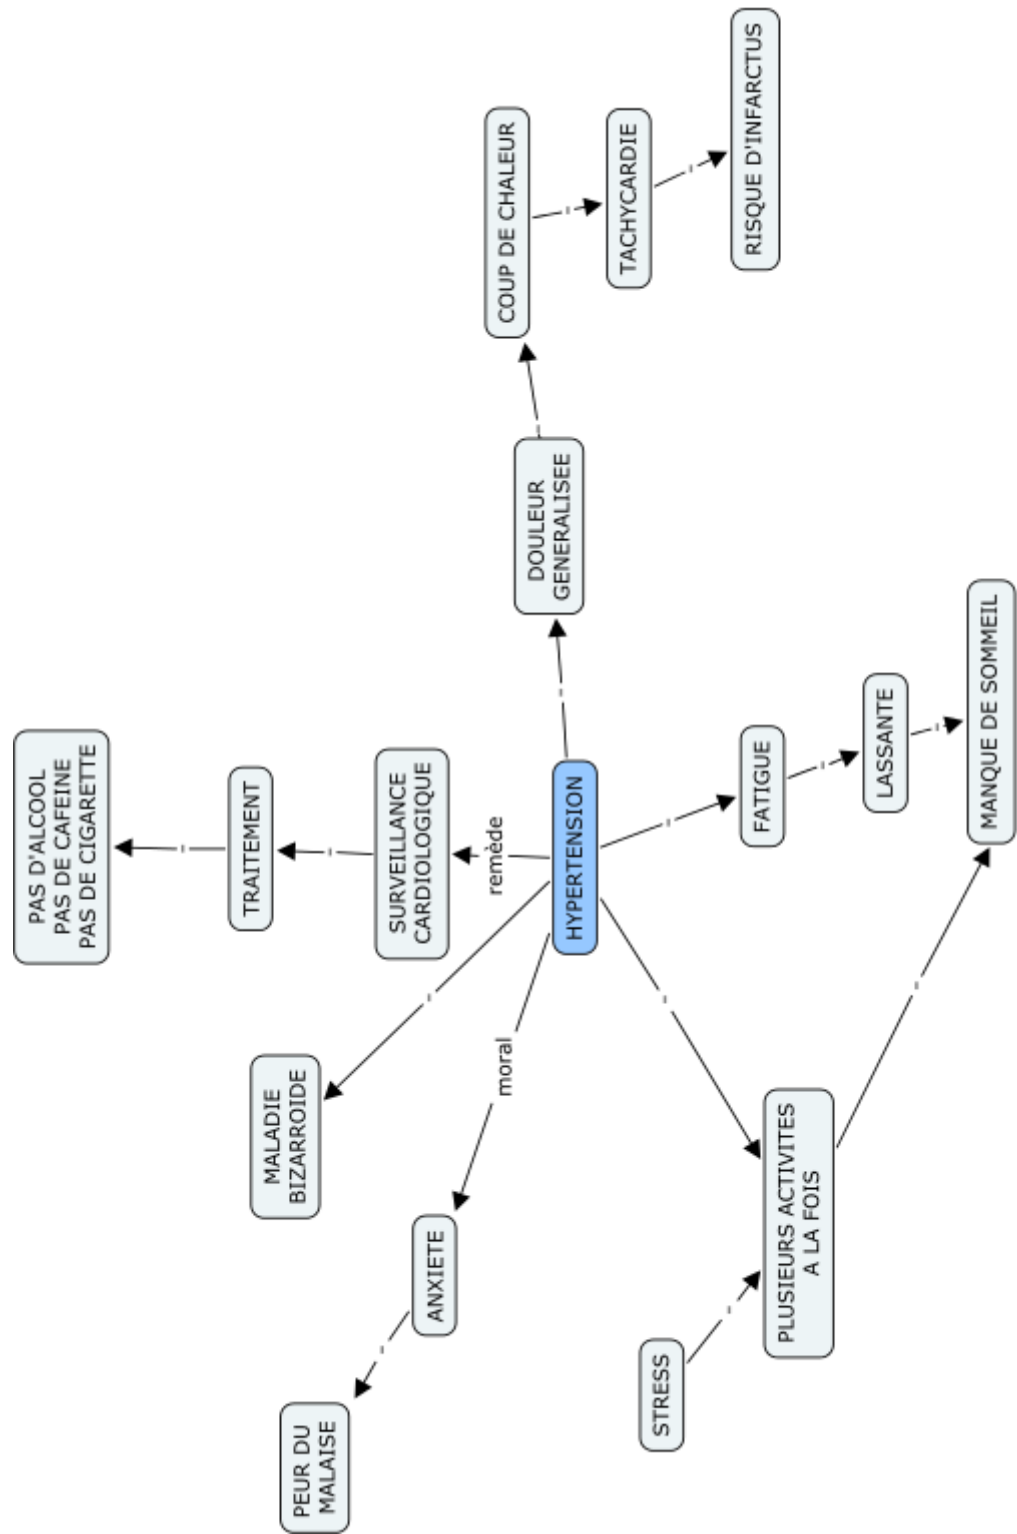 PEUR DU
MALAISE
ANXIETE
MALADIE
BIZARROIDE
moral
PAS D'ALCOOL
PAS DE CAFEINE
PAS DE CIGARETTE
TRAITEMENT
SURVEILLANCE
CARDIOLOGIQUE
remède
HYPERTENSION
STRESS
PLUSIEURS ACTIVITES
A LA FOIS
FATIGUE
LASSANTE
MANQUE DE SOMMEIL
DOULEUR
GENERALISEE
COUP DE CHALEUR
TACHYCARDIE
RISQUE D'INFARCTUS